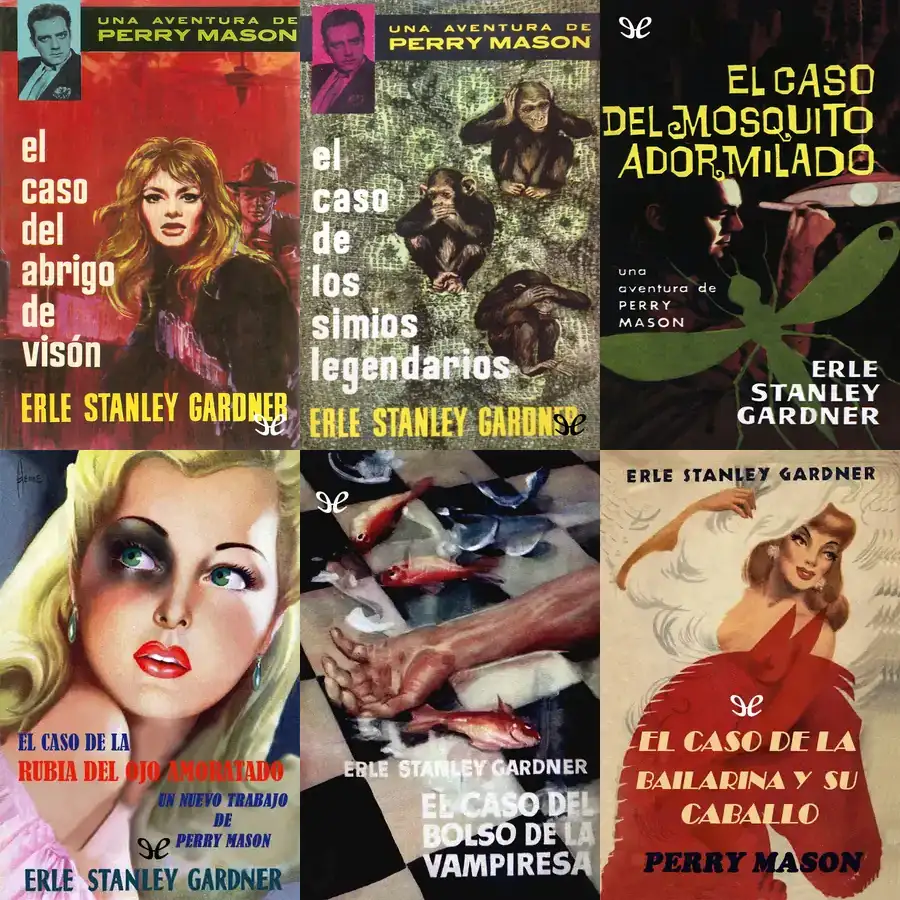 UNA AVENTURA DE
PERRY MASON
el
caso
del
abrigo
de
visón
ERLE STANLEY GARDNER
UNA AVENTURA DE
PERRY MASON
el
caso
de
los
simios
legendarios
ERLE STANLEY GARDNER
EL CASO
DEL MOSQUITO
ADORMILADO
una
aventura de
PERRY
MASON
ERLE
STANLEY
GARDNER
EL CASO DE LA
RUBIA DEL OJO AMORATADO
UN NUEVO TRABAJO
DE
PERRY MASON
ERLE STANLEY GARDNER
ERLE STANLEY GARDNER
EL CASO DEL
BOLSO DE LA
VAMPIRESA
ERLE STANLEY GARDNER
EL CASO DE LA
BAILARINA Y SU
CABALLO
PERRY MASON